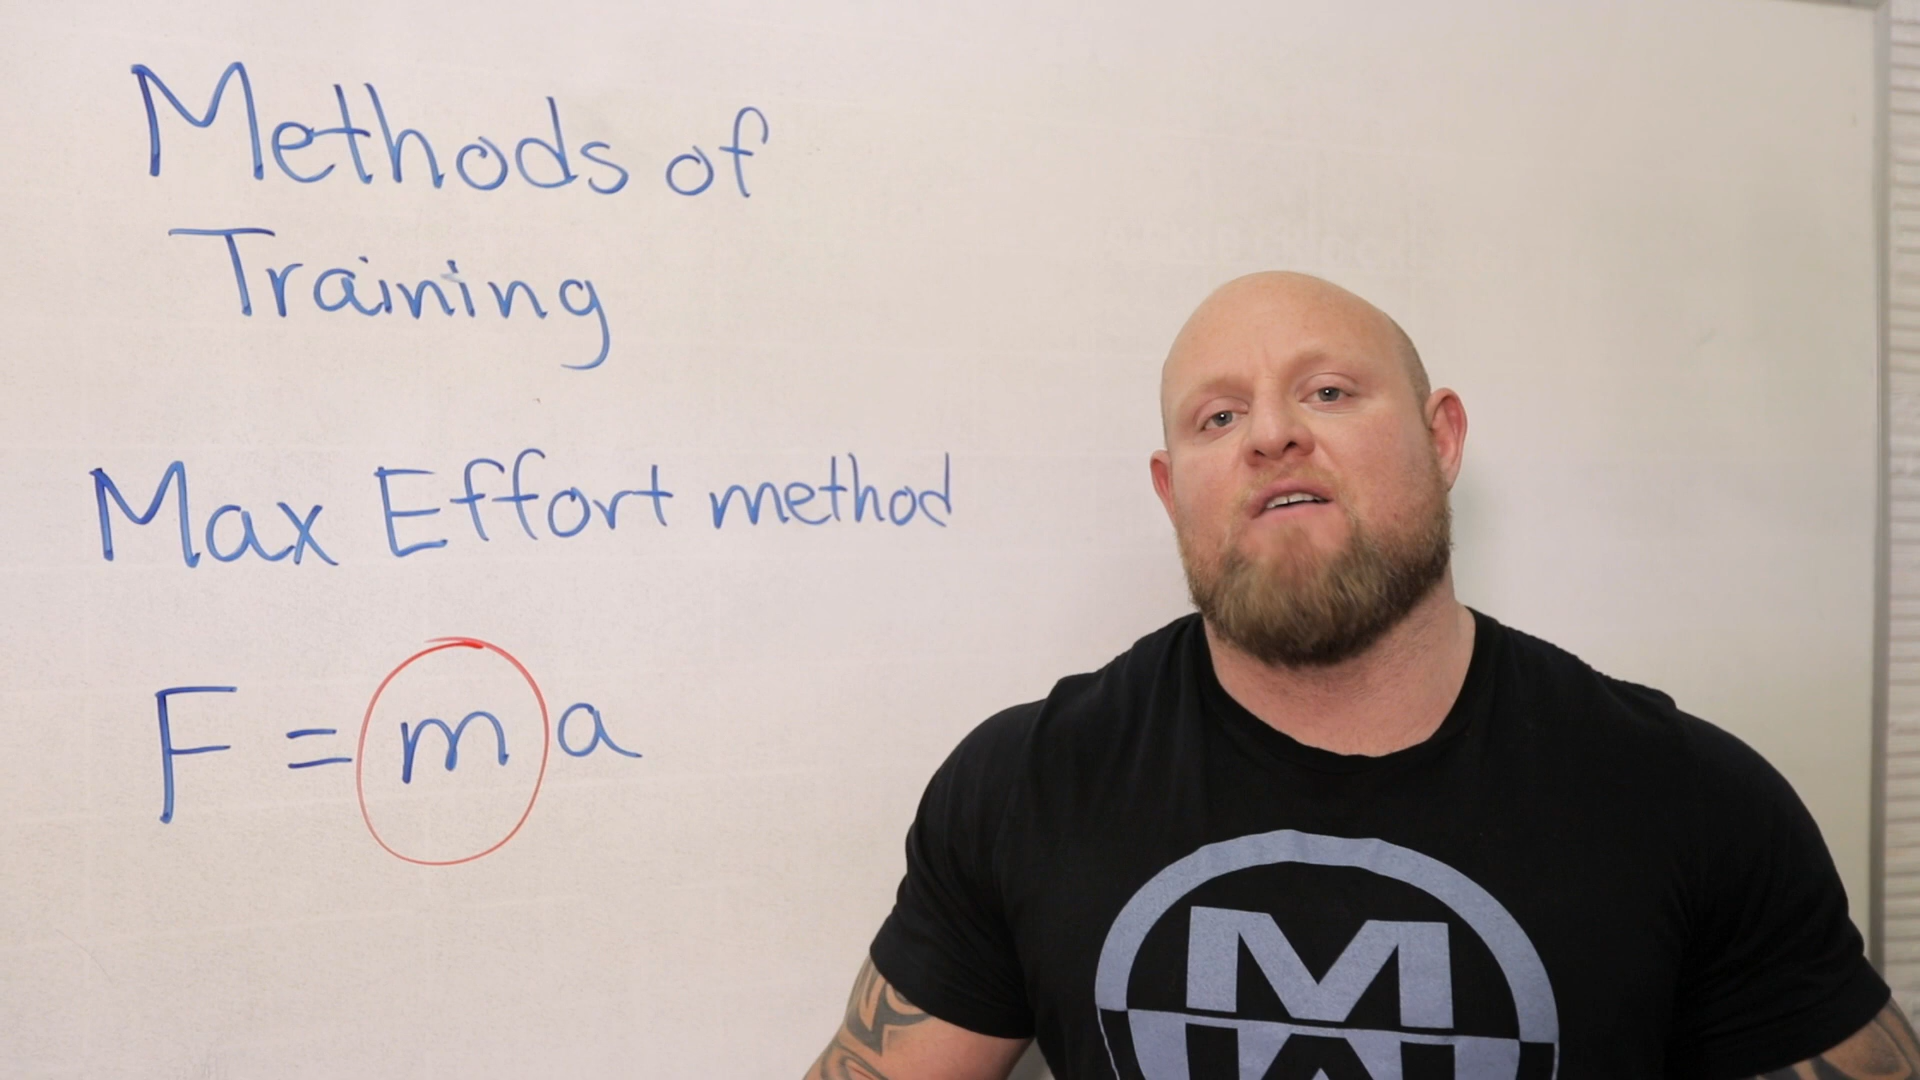 Methods of
Training
Max Effort method
F = m a
M